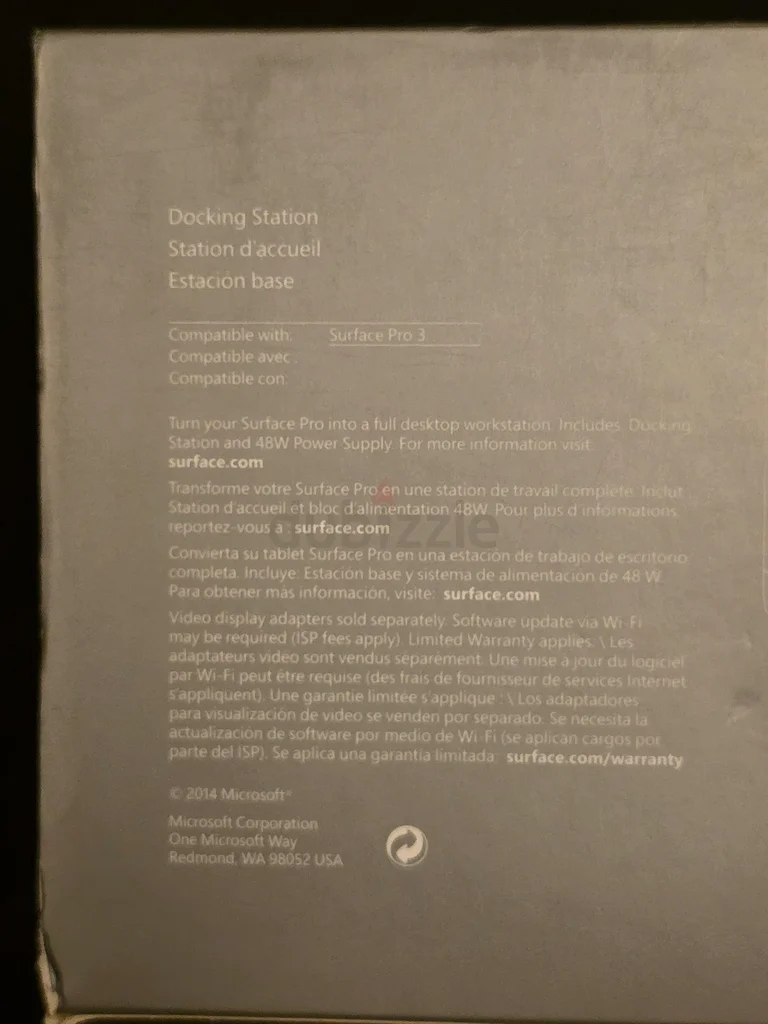 Docking Station
Station d'accueil
Estación base
Compatible with: Surface Pro 3
Compatible avec :
Compatible con:
Turn your Surface Pro into a full desktop workstation. Includes: Docking
Station and 48W Power Supply. For more information visit:
surface.com
Transforme votre Surface Pro en une station de travail complète. Inclut
Station d'accueil et bloc d'alimentation 48W. Pour plus d'informations,
reportez-vous à : surface.com
dubizzle
Convierta su tablet Surface Pro en una estación de trabajo de escritorio
completa. Incluye: Estación base y sistema de alimentación de 48 W.
Para obtener más información, visite: surface.com
Video display adapters sold separately. Software update via Wi-Fi
may be required (ISP fees apply). Limited Warranty applies: \ Les
adaptateurs vidéo sont vendus séparément. Une mise à jour du logiciel
par Wi-Fi peut être requise (des frais de fournisseur de services Internet
s'appliquent). Une garantie limitée s'applique : \ Los adaptadores
para visualización de video se venden por separado. Se necesita la
actualización de software por medio de Wi-Fi (se aplican cargos por
parte del ISP). Se aplica una garantía limitada: surface.com/warranty
© 2014 Microsoft®
Microsoft Corporation
One Microsoft Way
Redmond, WA 98052 USA